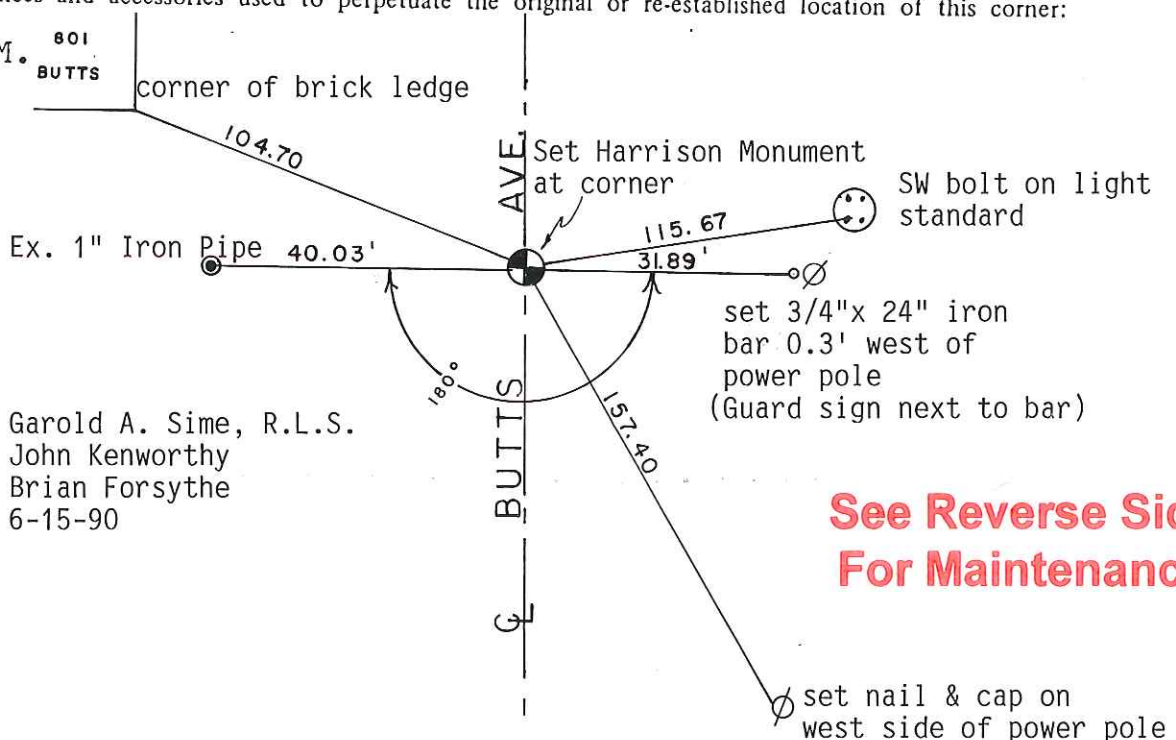 and accessories used to perpetuate the original or re-established location of this corner:
M.
801
BUTTS
corner of brick ledge
104.70
AVE.
Set Harrison Monument
at corner
SW bolt on light
standard
115.67
Ex. 1" Iron Pipe
40.03'
31.89'
set 3/4"x 24" iron
bar 0.3' west of
power pole
(Guard sign next to bar)
180°
BUTTS
157.40
Garold A. Sime, R.L.S.
John Kenworthy
Brian Forsythe
6-15-90
See Reverse
For
℄
set nail & cap on
west side of power pole